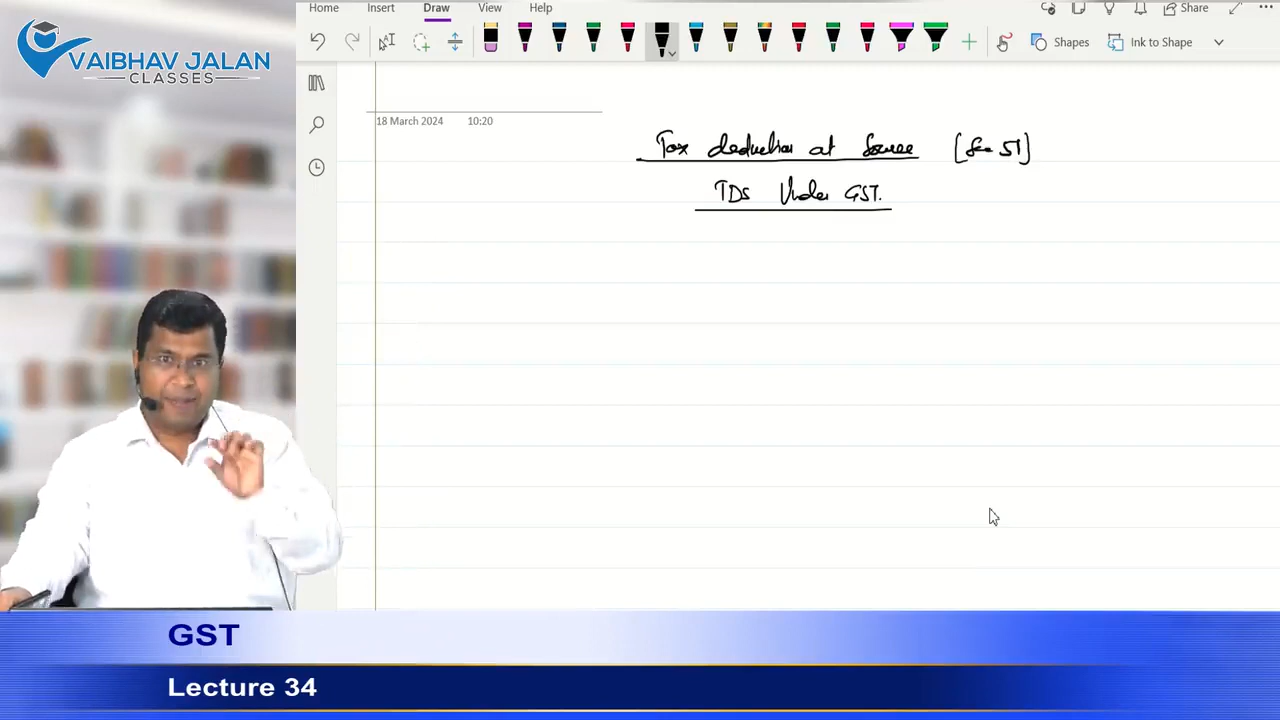 VAIBHAV JALAN
CLASSES
Home Insert Draw View Help
Share
Shapes
Ink to Shape
18 March 2024 10:20
Tax deduction at Source [Sec 51]
TDS Under GST.
GST
Lecture 34